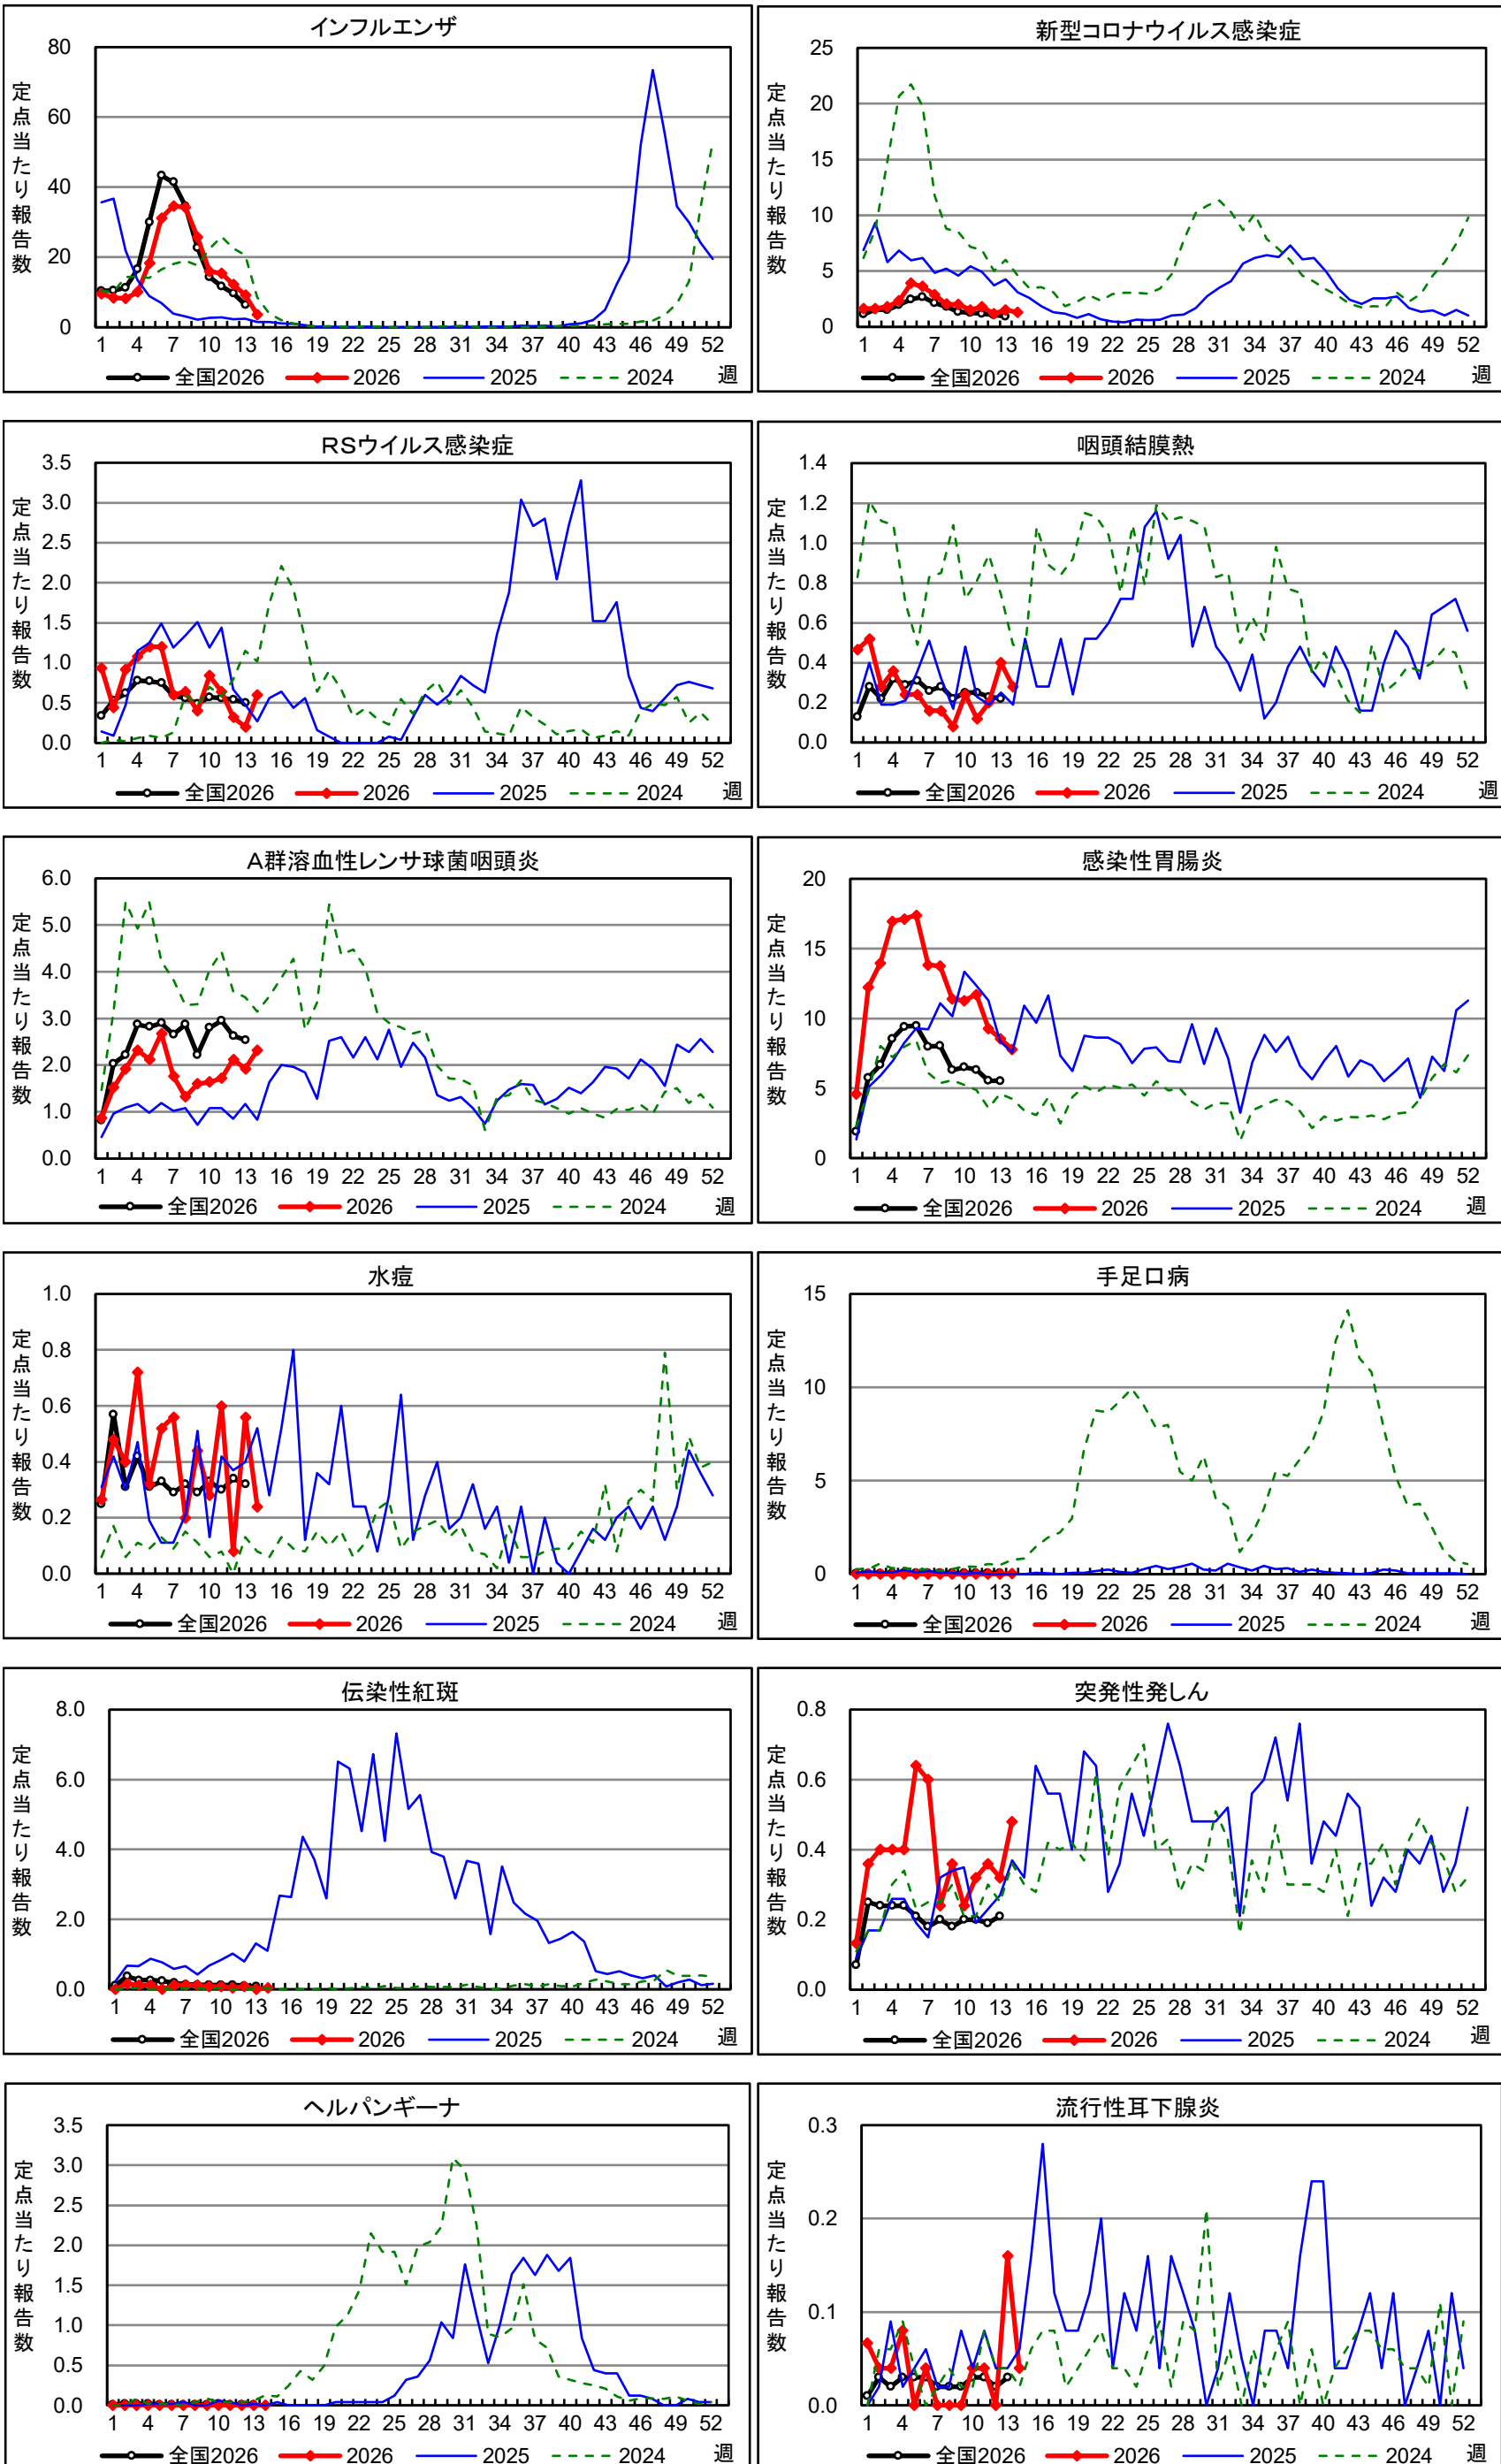 インフルエンザ
定点当たり報告数
80
60
40
20
0
1 4 7 10 13 16 19 22 25 28 31 34 37 40 43 46 49 52
全国2026 2026 2025 2024 週
新型コロナウイルス感染症
定点当たり報告数
25
20
15
10
5
0
1 4 7 10 13 16 19 22 25 28 31 34 37 40 43 46 49 52
全国2026 2026 2025 2024 週
RSウイルス感染症
定点当たり報告数
3.5
3.0
2.5
2.0
1.5
1.0
0.5
0.0
1 4 7 10 13 16 19 22 25 28 31 34 37 40 43 46 49 52
全国2026 2026 2025 2024 週
咽頭結膜熱
定点当たり報告数
1.4
1.2
1.0
0.8
0.6
0.4
0.2
0.0
1 4 7 10 13 16 19 22 25 28 31 34 37 40 43 46 49 52
全国2026 2026 2025 2024 週
A群溶血性レンサ球菌咽頭炎
定点当たり報告数
6.0
5.0
4.0
3.0
2.0
1.0
0.0
1 4 7 10 13 16 19 22 25 28 31 34 37 40 43 46 49 52
全国2026 2026 2025 2024 週
感染性胃腸炎
定点当たり報告数
20
15
10
5
0
1 4 7 10 13 16 19 22 25 28 31 34 37 40 43 46 49 52
全国2026 2026 2025 2024 週
水痘
定点当たり報告数
1.0
0.8
0.6
0.4
0.2
0.0
1 4 7 10 13 16 19 22 25 28 31 34 37 40 43 46 49 52
全国2026 2026 2025 2024 週
手足口病
定点当たり報告数
15
10
5
0
1 4 7 10 13 16 19 22 25 28 31 34 37 40 43 46 49 52
全国2026 2026 2025 2024 週
伝染性紅斑
定点当たり報告数
8.0
6.0
4.0
2.0
0.0
1 4 7 10 13 16 19 22 25 28 31 34 37 40 43 46 49 52
全国2026 2026 2025 2024 週
突発性発しん
定点当たり報告数
0.8
0.6
0.4
0.2
0.0
1 4 7 10 13 16 19 22 25 28 31 34 37 40 43 46 49 52
全国2026 2026 2025 2024 週
ヘルパンギーナ
定点当たり報告数
3.5
3.0
2.5
2.0
1.5
1.0
0.5
0.0
1 4 7 10 13 16 19 22 25 28 31 34 37 40 43 46 49 52
全国2026 2026 2025 2024 週
流行性耳下腺炎
定点当たり報告数
0.3
0.2
0.1
0.0
1 4 7 10 13 16 19 22 25 28 31 34 37 40 43 46 49 52
全国2026 2026 2025 2024 週